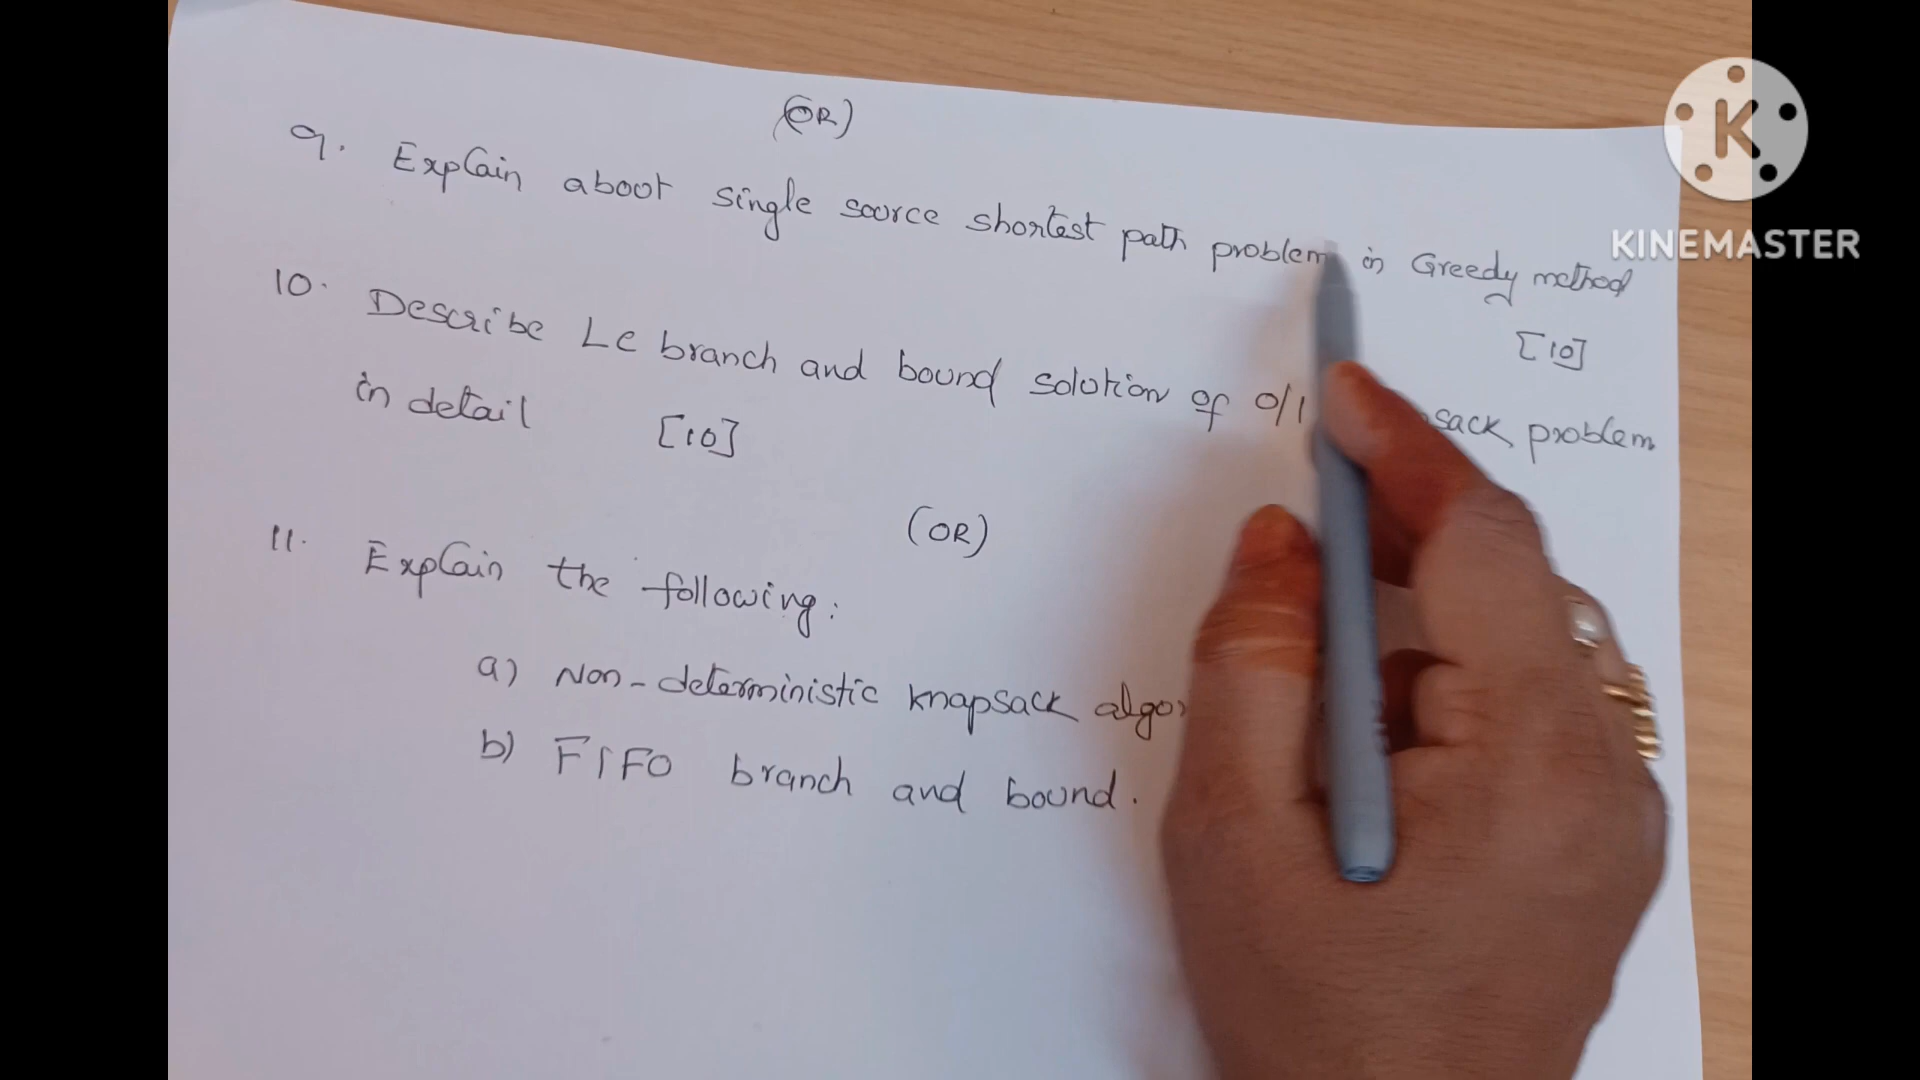 (OR)
9. Explain about single source shortest path problem in Greedy method
[10]
10. Describe LC branch and bound solution of 0/1 sack problem
in detail [10]
(OR)
11. Explain the following:
a) Non-deterministic knapsack algo
b) FIFO branch and bound.
K
KINEMASTER